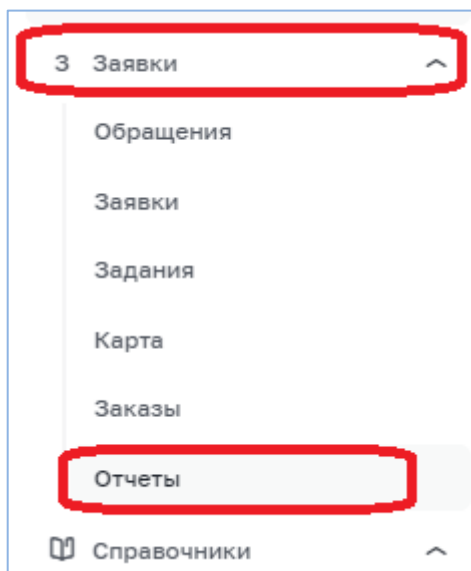 З Заявки
Обращения
Заявки
Задания
Карта
Заказы
Отчеты
Справочники